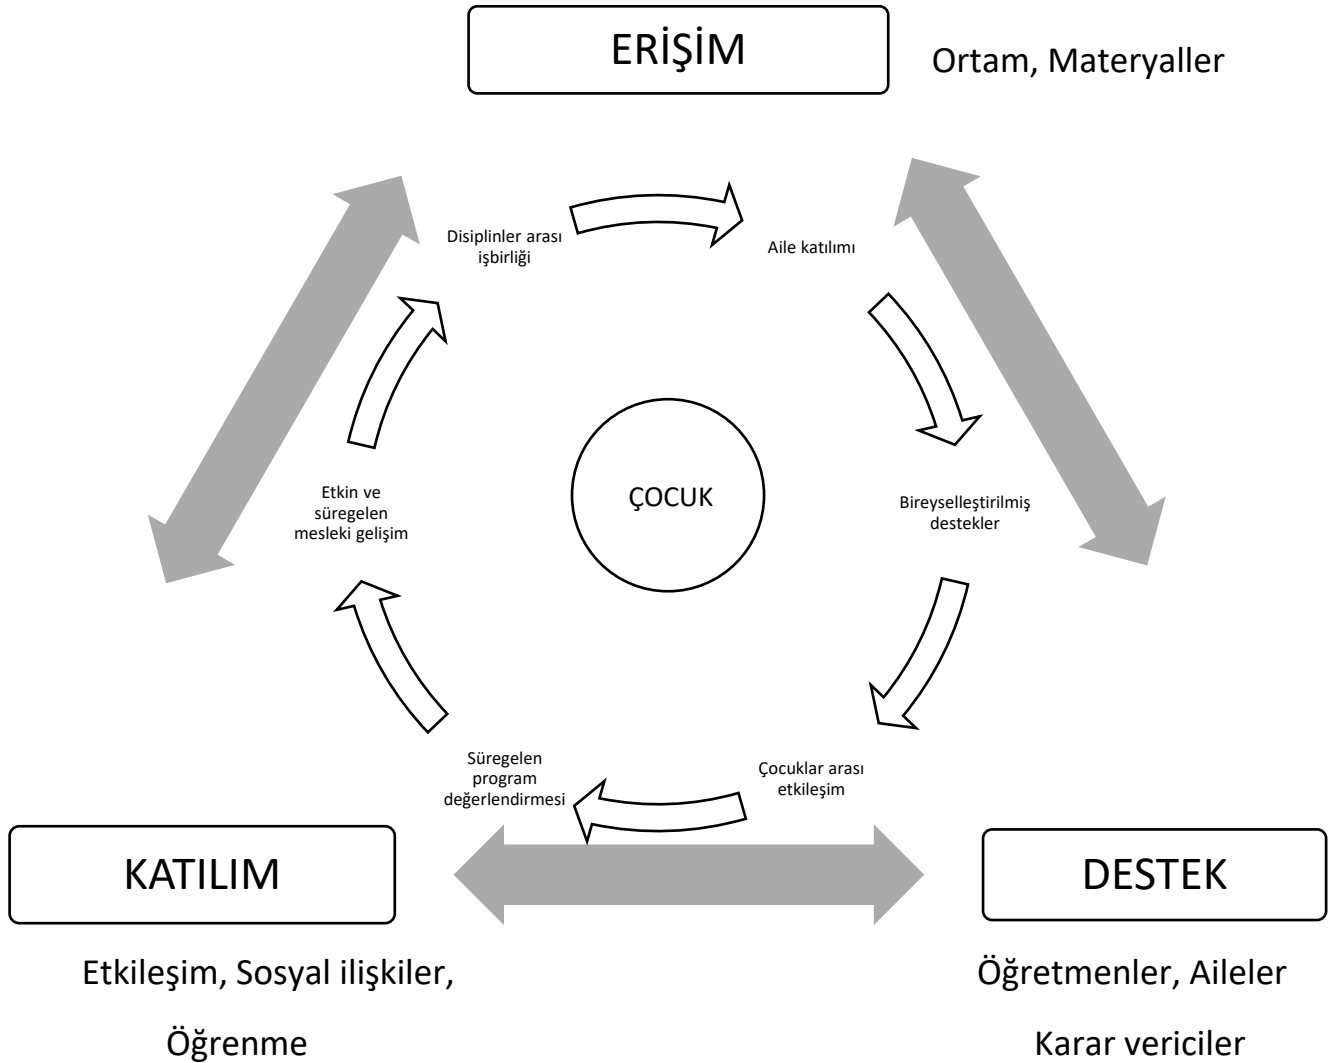 ERİŞİM
Ortam, Materyaller
Disiplinler arası
işbirliği
Aile katılımı
Etkin ve
süregelen
mesleki gelişim
ÇOCUK
Bireyselleştirilmiş
destekler
Süregelen
program
değerlendirmesi
Çocuklar arası
etkileşim
KATILIM
DESTEK
Etkileşim, Sosyal ilişkiler,
Öğrenme
Öğretmenler, Aileler
Karar vericiler